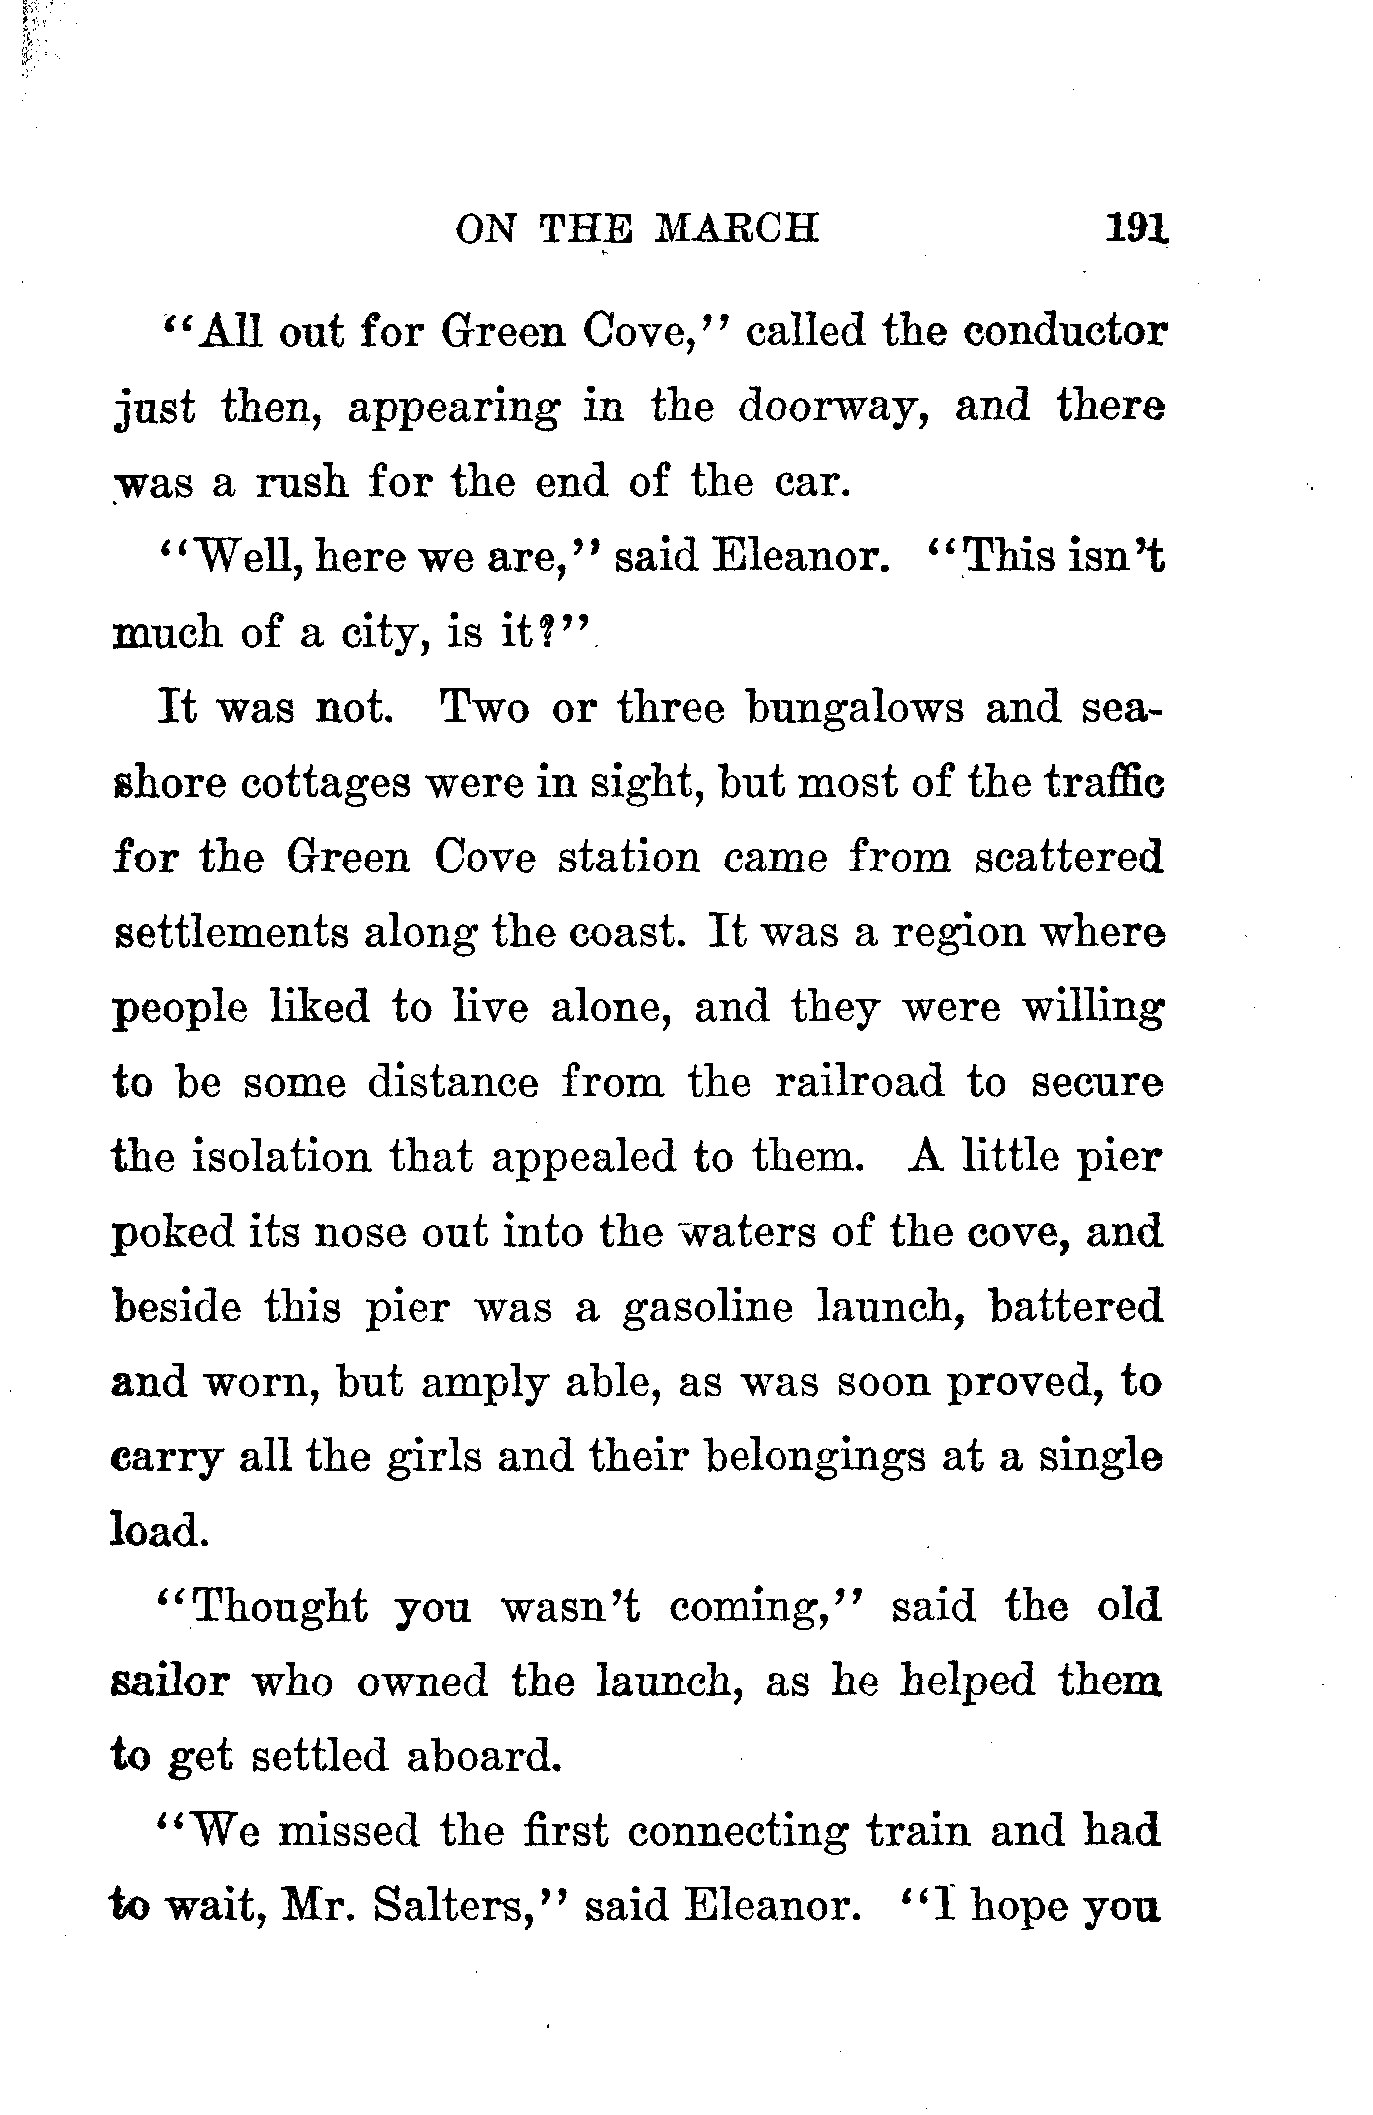 ON THE MARCH 191
"All out for Green Cove," called the conductor
just then, appearing in the doorway, and there
was a rush for the end of the car.
"Well, here we are," said Eleanor. "This isn't
much of a city, is it?"
It was not. Two or three bungalows and sea-
shore cottages were in sight, but most of the traffic
for the Green Cove station came from scattered
settlements along the coast. It was a region where
people liked to live alone, and they were willing
to be some distance from the railroad to secure
the isolation that appealed to them. A little pier
poked its nose out into the waters of the cove, and
beside this pier was a gasoline launch, battered
and worn, but amply able, as was soon proved, to
carry all the girls and their belongings at a single
load.
"Thought you wasn't coming," said the old
sailor who owned the launch, as he helped them
to get settled aboard.
"We missed the first connecting train and had
to wait, Mr. Salters," said Eleanor. "I hope you